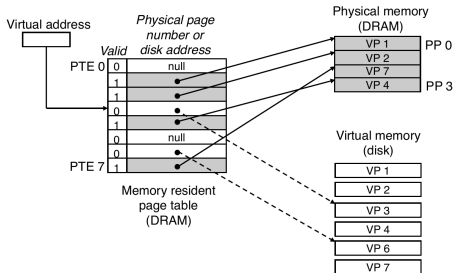 Virtual address
Physical page
number or
disk address
Valid
PTE 0
0
null
1
1
0
1
0
null
0
1
PTE 7
Memory resident
page table
(DRAM)
Physical memory
(DRAM)
VP 1
PP 0
VP 2
VP 7
VP 4
PP 3
Virtual memory
(disk)
VP 1
VP 2
VP 3
VP 4
VP 6
VP 7